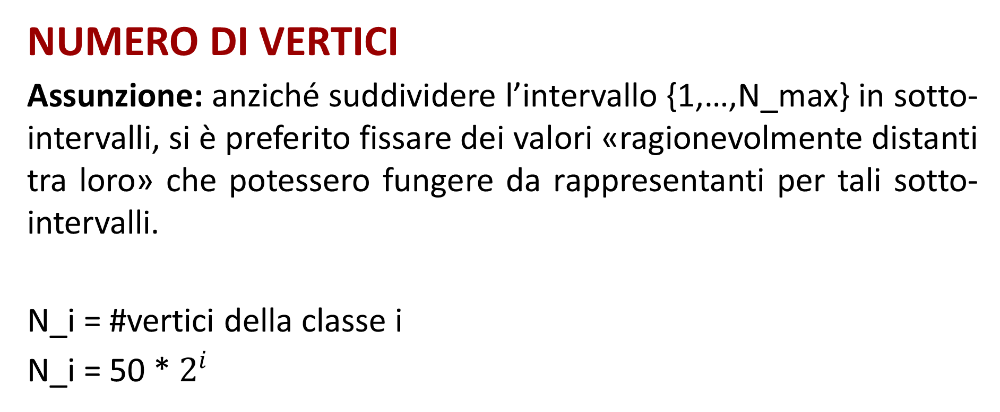 NUMERO DI VERTICI
Assunzione: anziché suddividere l’intervallo {1,…,N_max} in sotto-
intervalli, si è preferito fissare dei valori «ragionevolmente distanti
tra loro» che potessero fungere da rappresentanti per tali sotto-
intervalli.
N_i = #vertici della classe i
N_i = 50 * 2^i